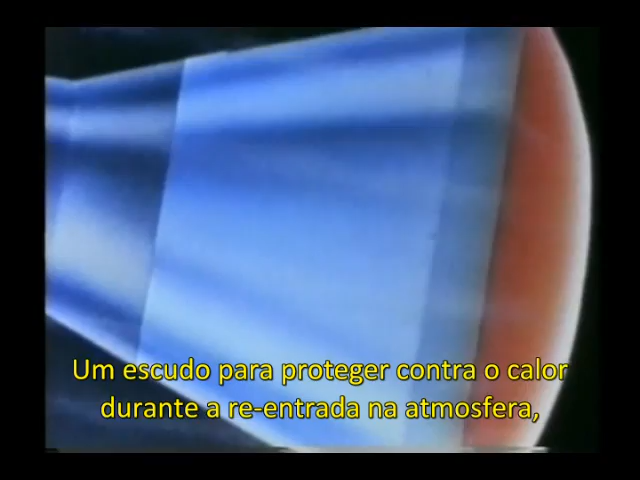 Um escudo para proteger contra o calor
durante a re-entrada na atmosfera,